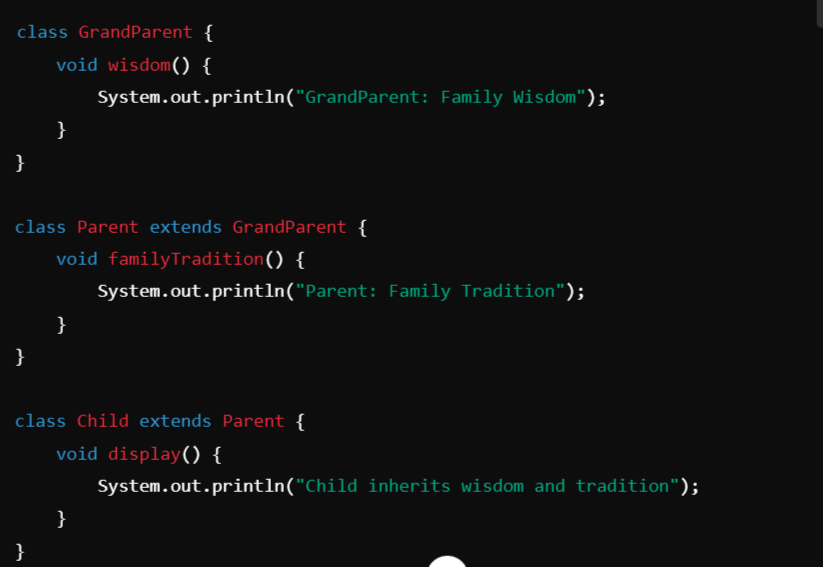 class GrandParent {
    void wisdom() {
        System.out.println("GrandParent: Family Wisdom");
    }
}

class Parent extends GrandParent {
    void familyTradition() {
        System.out.println("Parent: Family Tradition");
    }
}

class Child extends Parent {
    void display() {
        System.out.println("Child inherits wisdom and tradition");
    }
}